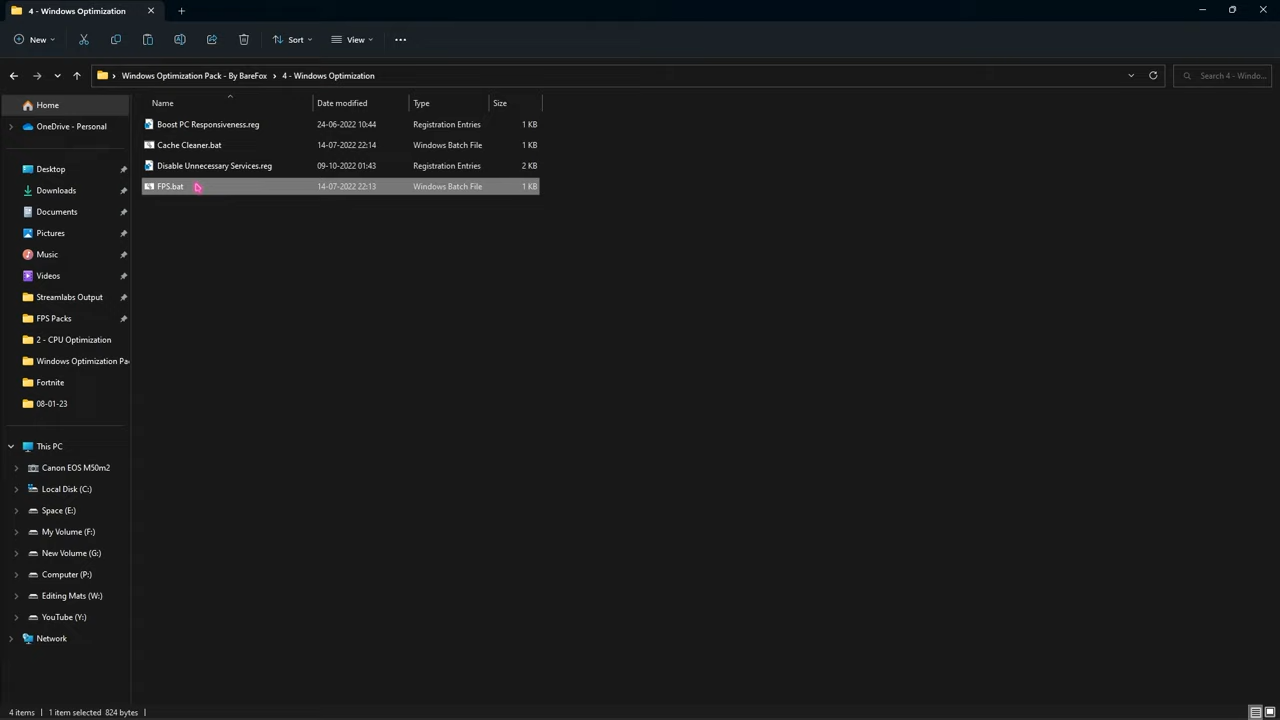 4 - Windows Optimization
New
Sort
View
Windows Optimization Pack - By BareFox > 4 - Windows Optimization
Search 4 - Windo...
Name Date modified Type Size
Boost PC Responsiveness.reg 24-06-2022 10:44 Registration Entries 1 KB
Cache Cleaner.bat 14-07-2022 22:14 Windows Batch File 1 KB
Disable Unnecessary Services.reg 09-10-2022 01:43 Registration Entries 2 KB
FPS.bat 14-07-2022 22:13 Windows Batch File 1 KB
Home
OneDrive - Personal
Desktop
Downloads
Documents
Pictures
Music
Videos
Streamlabs Output
FPS Packs
2 - CPU Optimization
Windows Optimization Pa
Fortnite
08-01-23
This PC
Canon EOS M50m2
Local Disk (C:)
Space (E:)
My Volume (F:)
New Volume (G:)
Computer (P:)
Editing Mats (W:)
YouTube (Y:)
Network
4 items | 1 item selected 824 bytes |